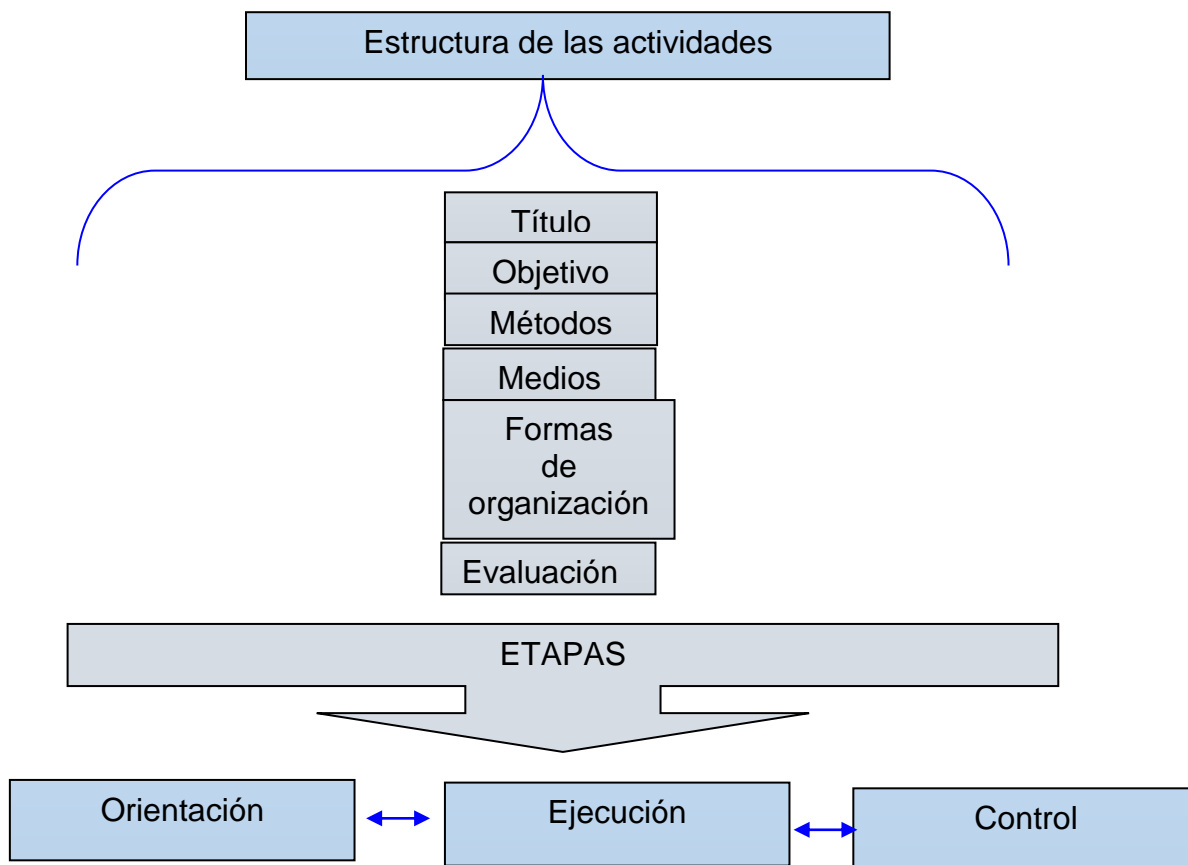 Estructura de las actividades
Título
Objetivo
Métodos
Medios
Formas
de
organización
Evaluación
ETAPAS
Orientación
Ejecución
Control